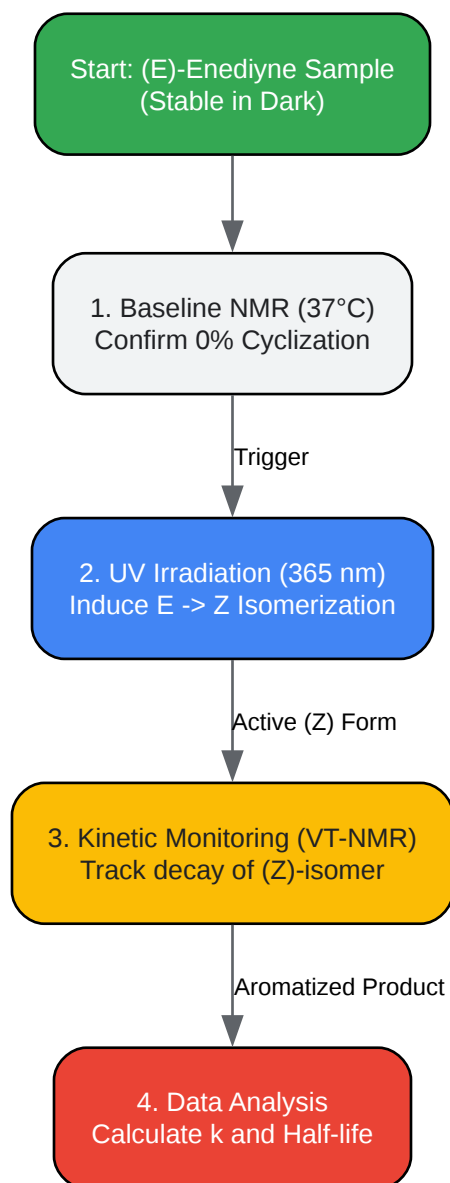 Start: (E)-Enediyne Sample
(Stable in Dark)
1. Baseline NMR (37°C)
Confirm 0% Cyclization
Trigger
2. UV Irradiation (365 nm)
Induce E -> Z Isomerization
Active (Z) Form
3. Kinetic Monitoring (VT-NMR)
Track decay of (Z)-isomer
Aromatized Product
4. Data Analysis
Calculate k and Half-life